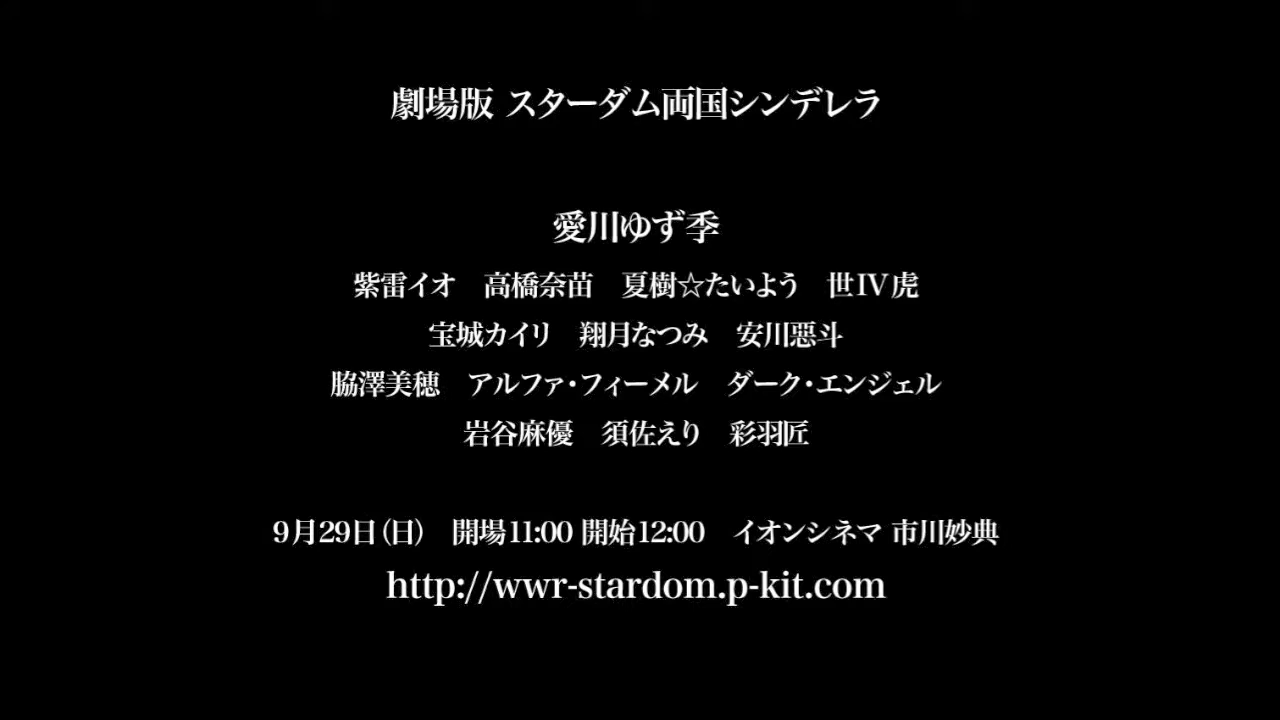 劇場版 スターダム両国シンデレラ
愛川ゆず季
紫雷イオ　高橋奈苗　夏樹☆たいよう　世Ⅳ虎
宝城カイリ　翔月なつみ　安川惡斗
脇澤美穂　アルファ・フィーメル　ダーク・エンジェル
岩谷麻優　須佐えり　彩羽匠
9月29日（日）　開場11:00 開始12:00　イオンシネマ 市川妙典
http://wwr-stardom.p-kit.com